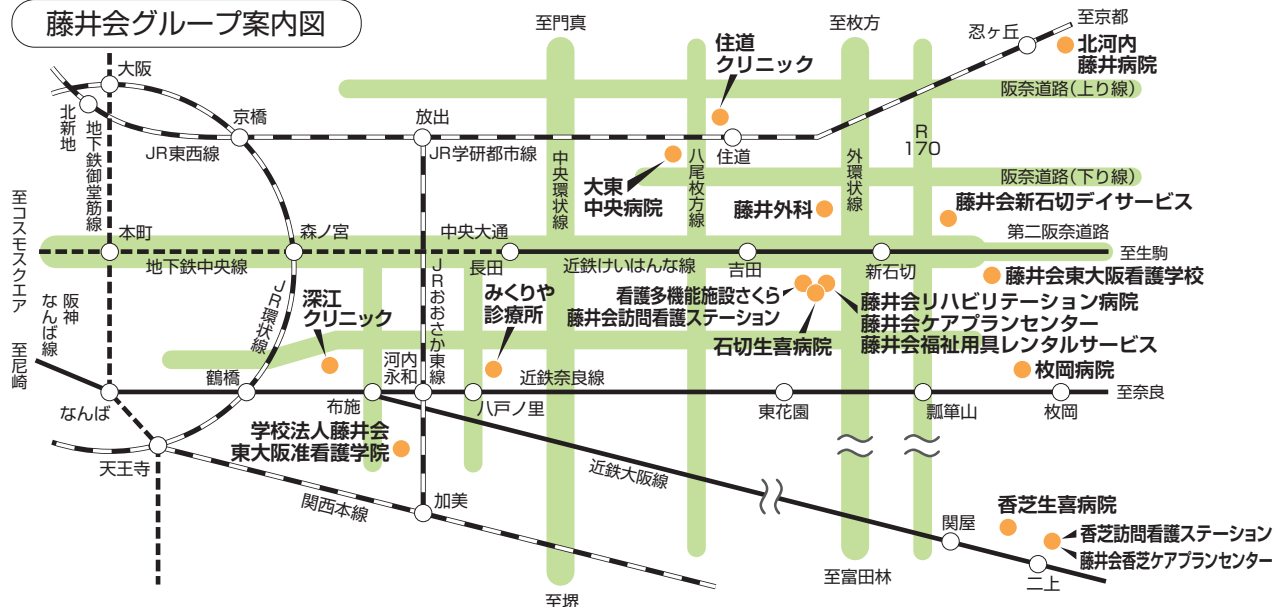 藤井会グループ案内図
至門真
至枚方
至京都
忍ヶ丘
北河内
藤井病院
住道
クリニック
大阪
北新地
地下鉄御堂筋線
京橋
放出
住道
阪奈道路(上り線)
JR東西線
JR学研都市線
中央環状線
八尾枚方線
外環状線
R
170
大東
中央病院
阪奈道路(下り線)
藤井外科
藤井会新石切デイサービス
至コスモスクエア
本町
森ノ宮
中央大通
第二阪奈道路
至生駒
地下鉄中央線
長田
近鉄けいはんな線
吉田
新石切
藤井会東大阪看護学校
阪神
なんば線
JR環状線
深江
クリニック
JRおおさか東線
みくりや
診療所
看護多機能施設さくら
藤井会訪問看護ステーション
石切生喜病院
藤井会リハビリテーション病院
藤井会ケアプランセンター
藤井会福祉用具レンタルサービス
至尼崎
鶴橋
河内
永和
近鉄奈良線
枚岡病院
至奈良
なんば
布施
八戸ノ里
東花園
瓢箪山
枚岡
学校法人藤井会
東大阪准看護学院
天王寺
関西本線
加美
近鉄大阪線
関屋
香芝生喜病院
香芝訪問看護ステーション
藤井会香芝ケアプランセンター
二上
至富田林
至堺